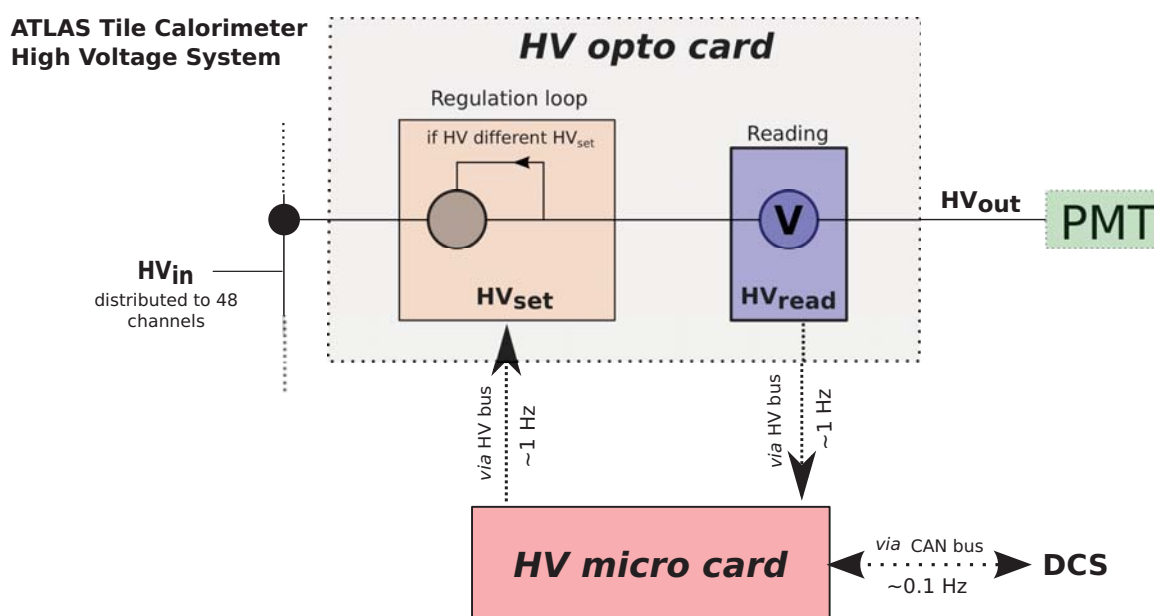 ATLAS Tile Calorimeter
High Voltage System
HV opto card
Regulation loop
if HV different HVset
HVset
Reading
V
HVread
HVout
PMT
HVin
distributed to 48
channels
via HV bus
~1 Hz
via HV bus
~1 Hz
HV micro card
via CAN bus
~0.1 Hz
DCS